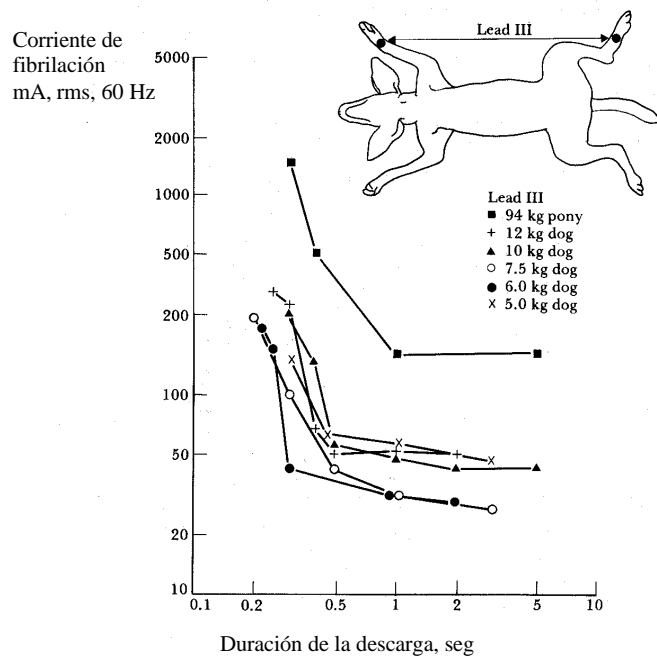 Corriente de
fibrilación
mA, rms, 60 Hz
Lead III
5000
2000
1000
500
200
100
50
20
10
Lead III
94 kg pony
12 kg dog
10 kg dog
7.5 kg dog
6.0 kg dog
5.0 kg dog
0.1
0.2
0.5
1
2
5
10
Duración de la descarga, seg